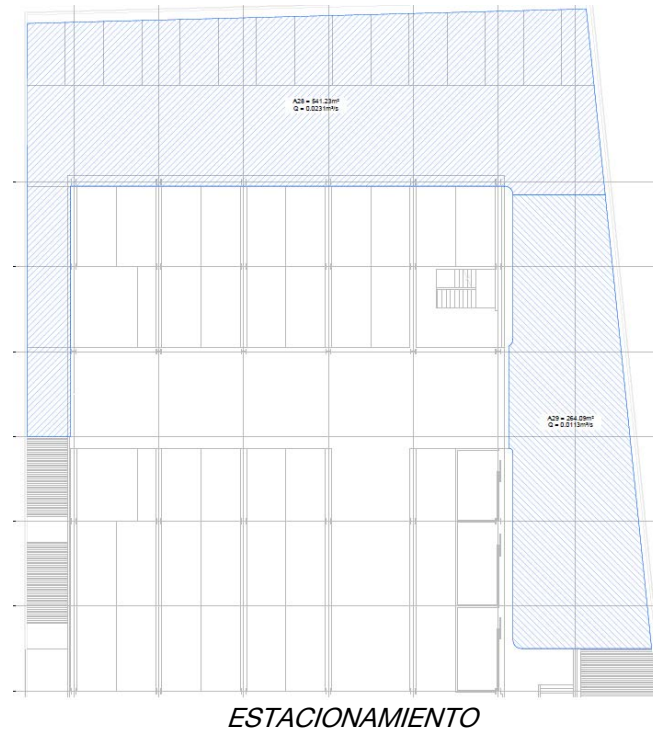 A28 = 541.23m²
Q = 0.0231m³/s
A29 = 264.09m²
Q = 0.0113m³/s
ESTACIONAMIENTO